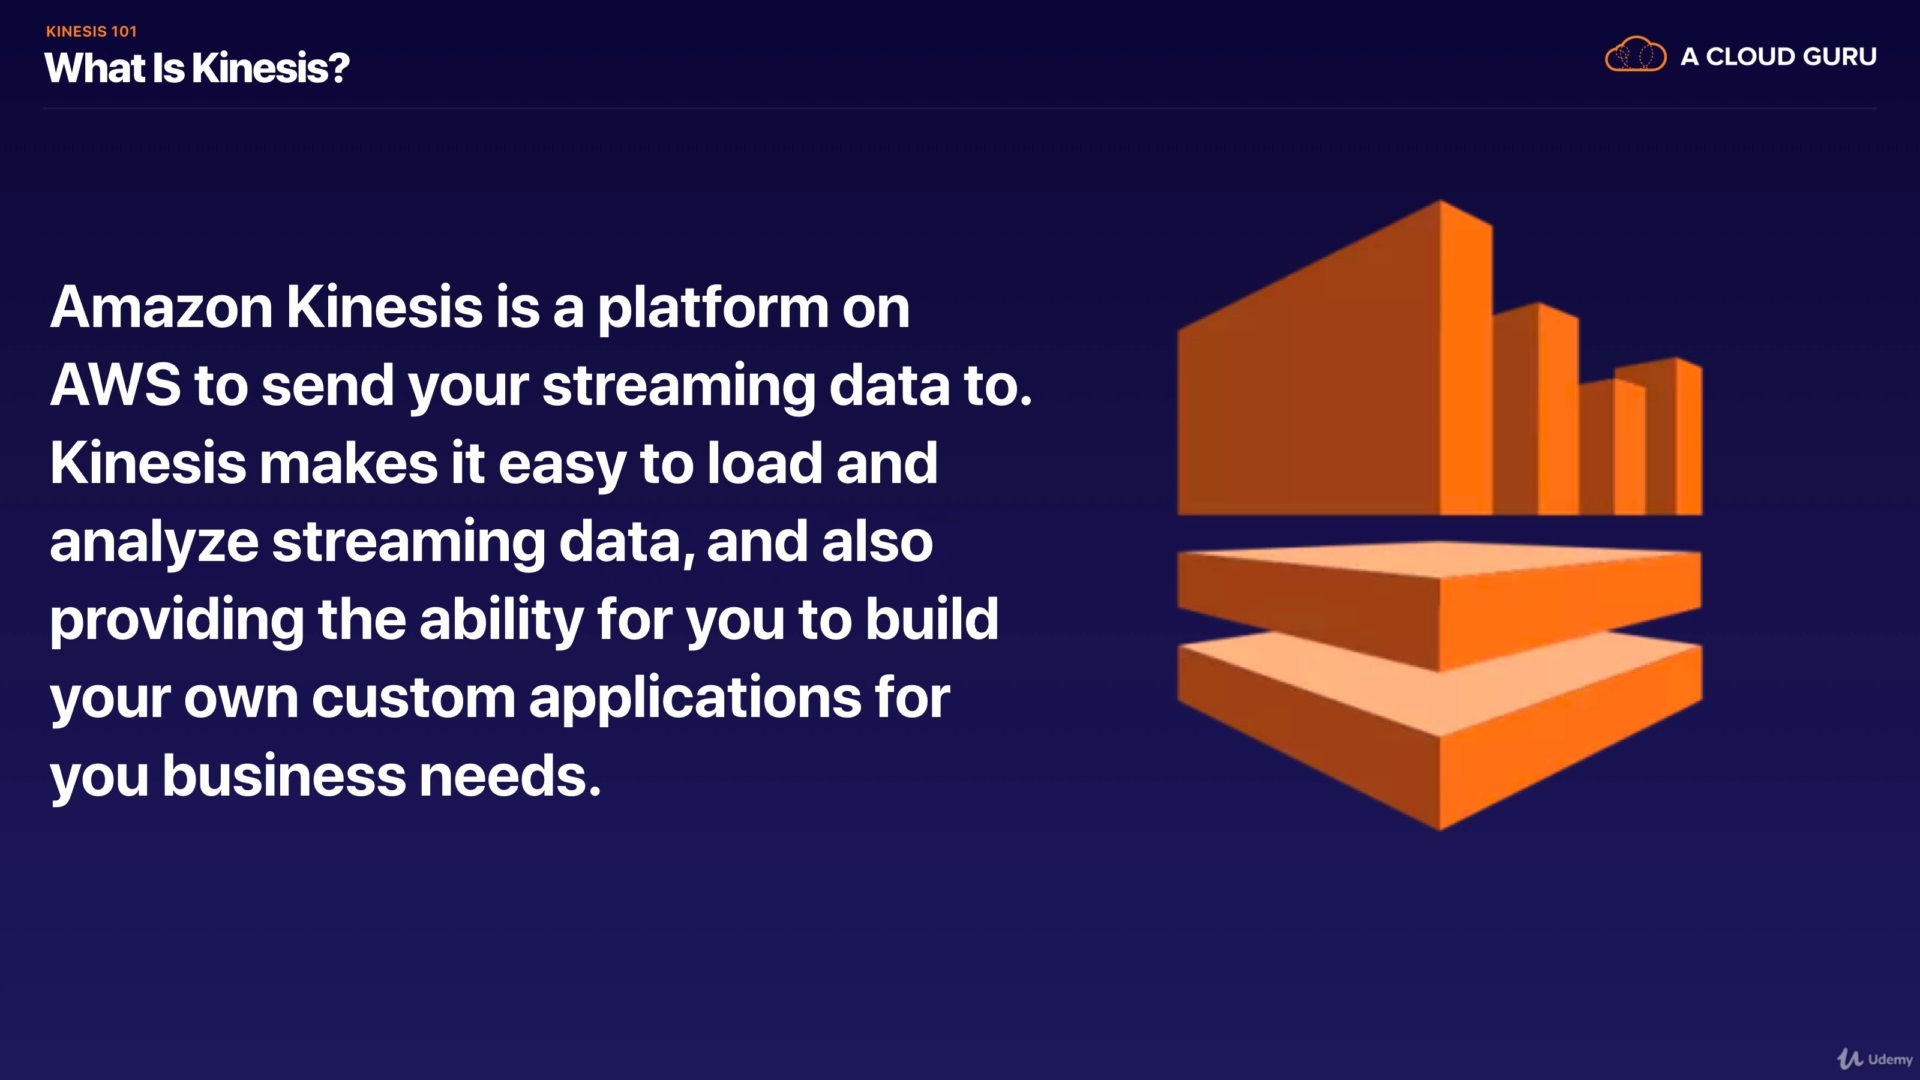 KINESIS 101
What Is Kinesis?
A CLOUD GURU
Amazon Kinesis is a platform on
AWS to send your streaming data to.
Kinesis makes it easy to load and
analyze streaming data, and also
providing the ability for you to build
your own custom applications for
you business needs.
Udemy